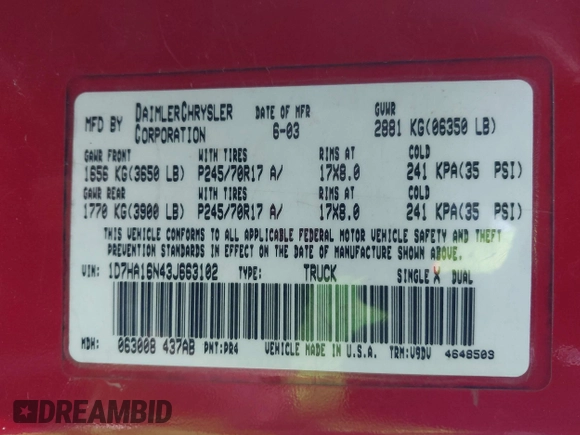 MFD BY DAIMLERCHRYSLER CORPORATION DATE OF MFR 6-03 GVWR 2881 KG(06350 LB)
GAWR FRONT WITH TIRES RIMS AT COLD
1656 KG(3650 LB) P245/70R17 A/ 17X8.0 241 KPA(35 PSI)
GAWR REAR WITH TIRES RIMS AT COLD
1770 KG(3900 LB) P245/70R17 A/ 17X8.0 241 KPA(35 PSI)
THIS VEHICLE CONFORMS TO ALL APPLICABLE FEDERAL MOTOR VEHICLE SAFETY AND THEFT
PREVENTION STANDARDS IN EFFECT ON THE DATE OF MANUFACTURE SHOWN ABOVE.
VIN: 1D7HA16N43J663102 TYPE: TRUCK SINGLE X DUAL
MDH: 063008 437AB PNT:PR4 VEHICLE MADE IN U.S.A. TRM:V9DV 4648503
DREAMBID